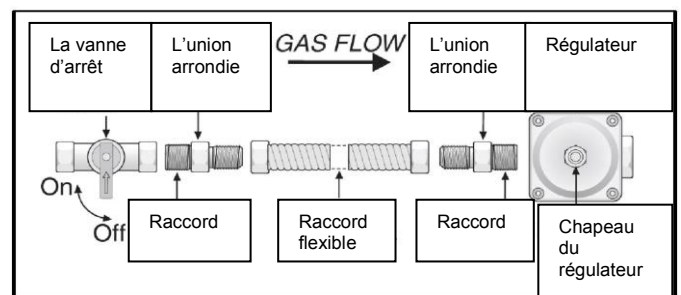 La vanne
d'arrêt
L'union
arrondie
GAS FLOW
L'union
arrondie
Régulateur
On
Off
Raccord
Raccord
flexible
Raccord
Chapeau
du
régulateur